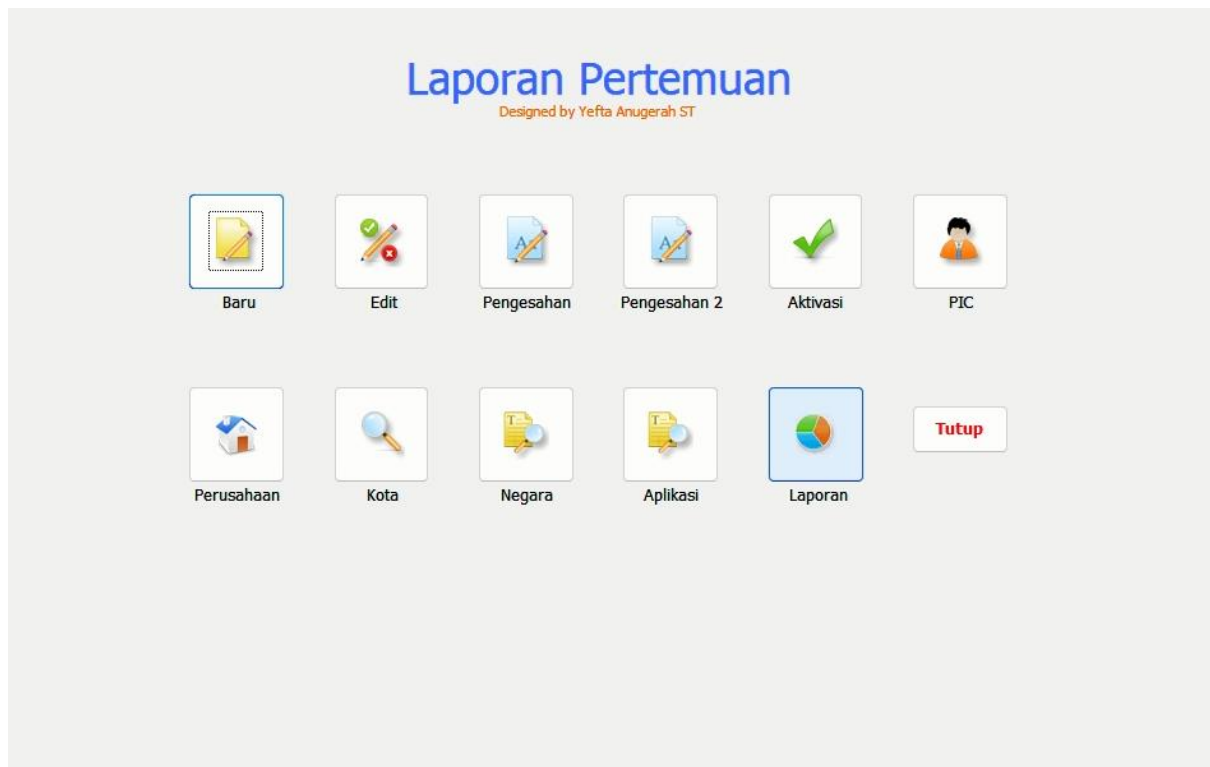 Laporan Pertemuan
Designed by Yefta Anugerah ST
Baru
Edit
Pengesahan
Pengesahan 2
Aktivasi
PIC
Perusahaan
Kota
Negara
Aplikasi
Laporan
Tutup